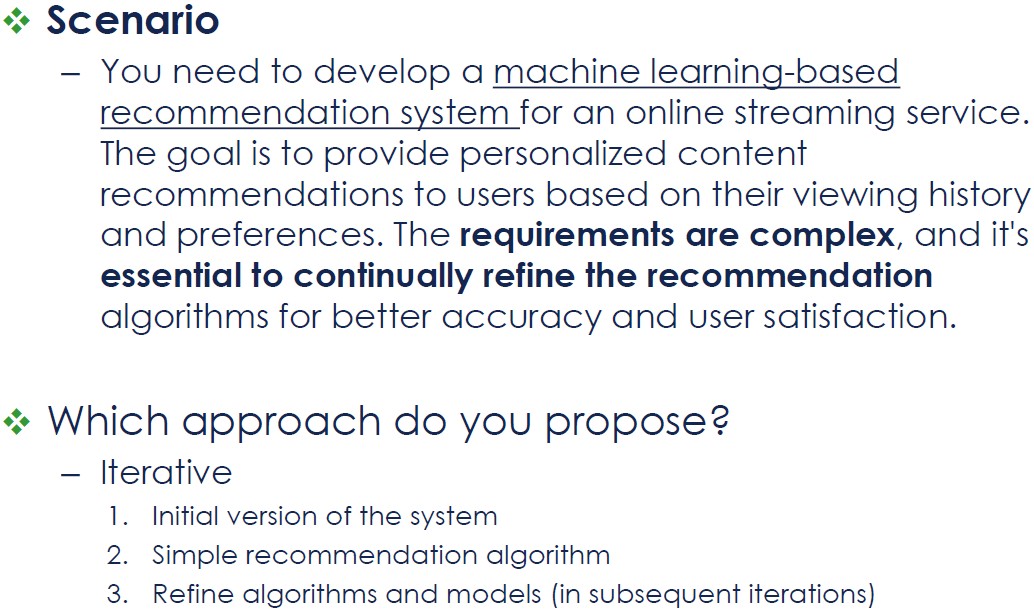 ❖ Scenario
– You need to develop a machine learning-based
recommendation system for an online streaming service.
The goal is to provide personalized content
recommendations to users based on their viewing history
and preferences. The requirements are complex, and it's
essential to continually refine the recommendation
algorithms for better accuracy and user satisfaction.
❖ Which approach do you propose?
– Iterative
1. Initial version of the system
2. Simple recommendation algorithm
3. Refine algorithms and models (in subsequent iterations)